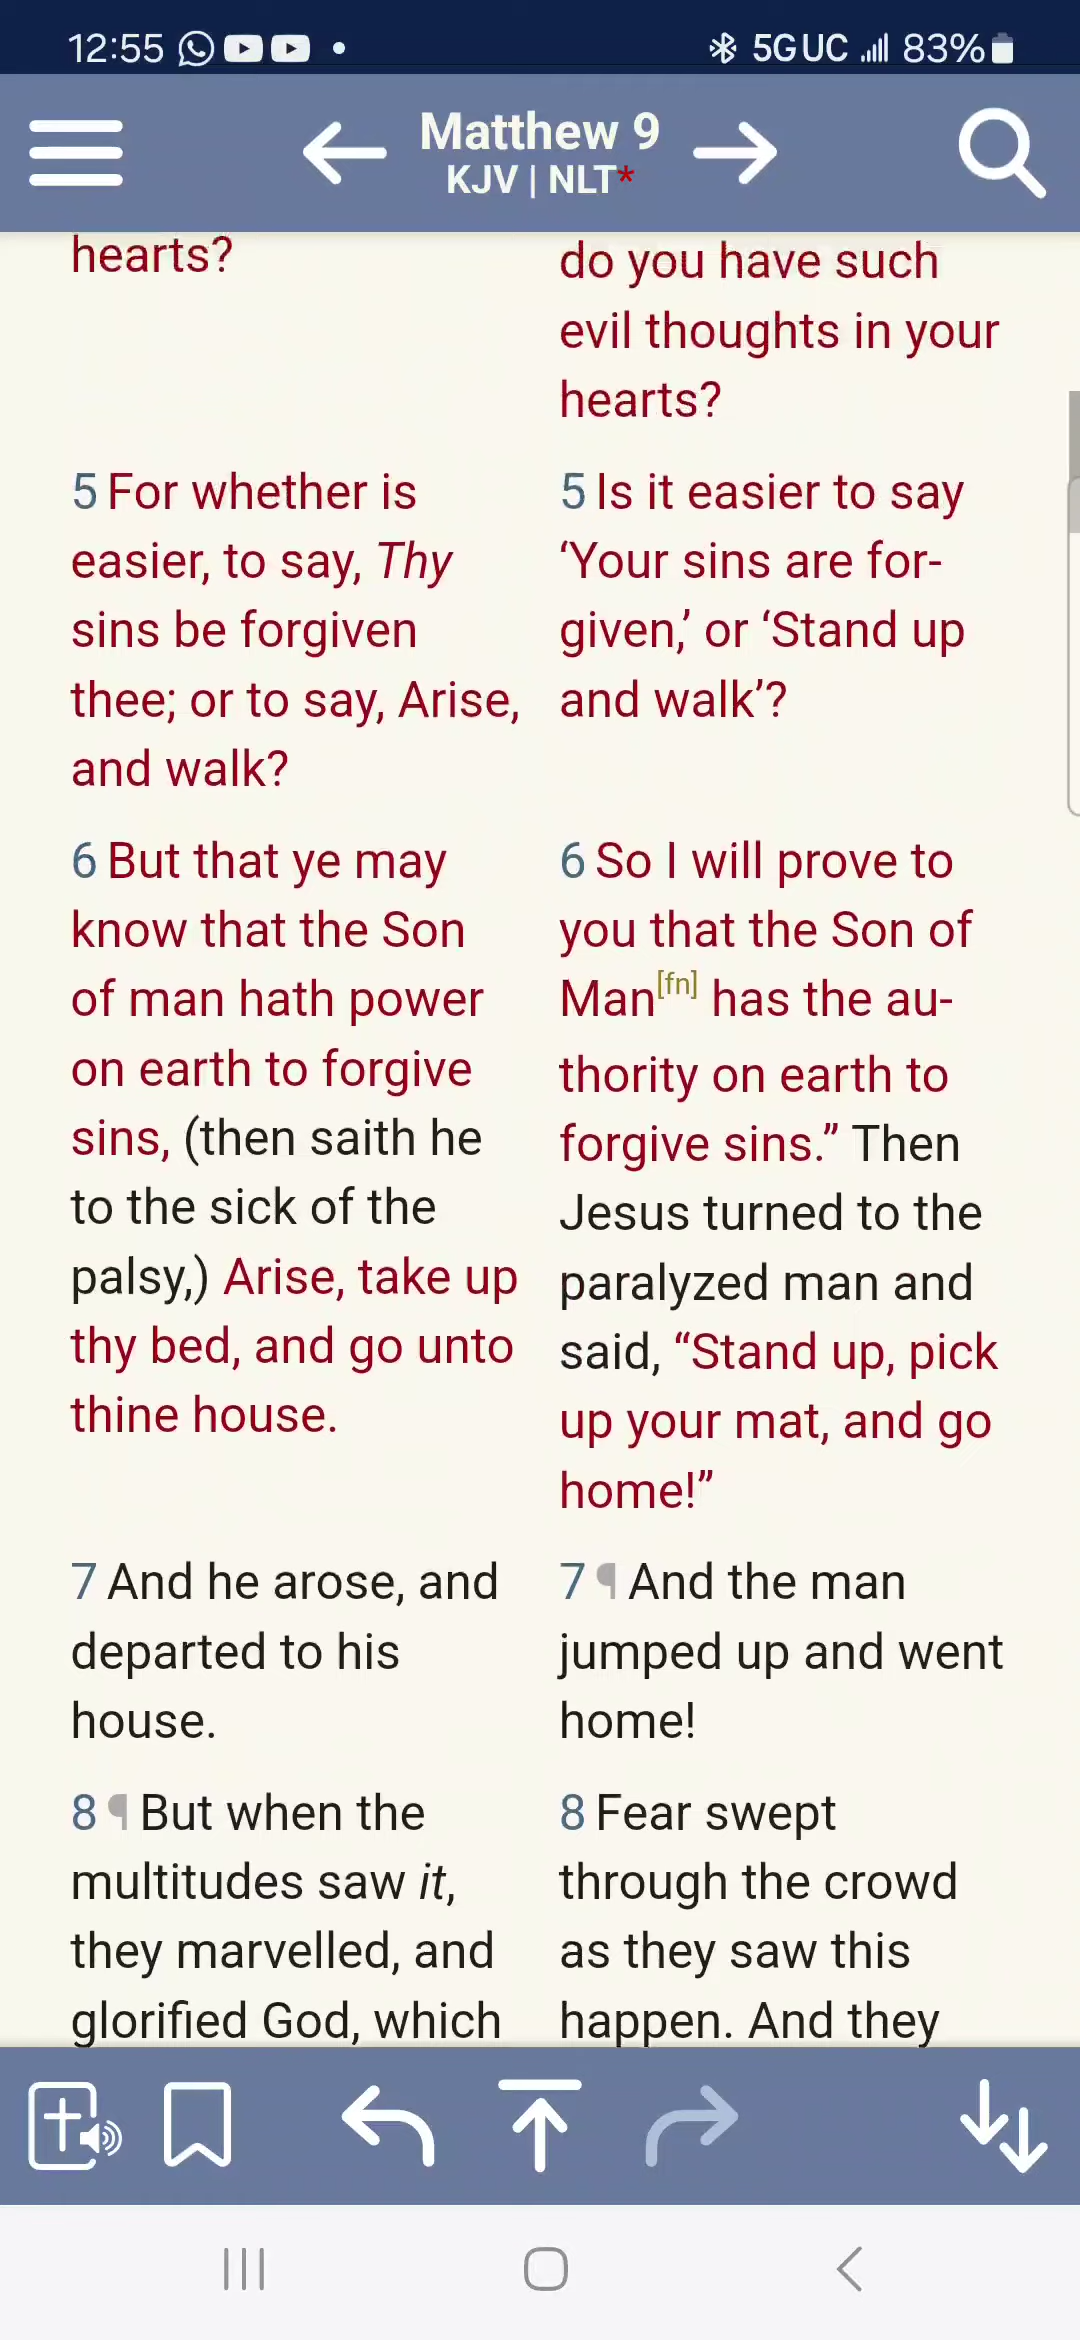 12:55 5G UC 83%
Matthew 9
KJV | NLT*
hearts?
5 For whether is
easier, to say, Thy
sins be forgiven
thee; or to say, Arise,
and walk?
6 But that ye may
know that the Son
of man hath power
on earth to forgive
sins, (then saith he
to the sick of the
palsy,) Arise, take up
thy bed, and go unto
thine house.
7 And he arose, and
departed to his
house.
8 ¶ But when the
multitudes saw it,
they marvelled, and
glorified God, which
do you have such
evil thoughts in your
hearts?
5 Is it easier to say
‘Your sins are for-
given,’ or ‘Stand up
and walk’?
6 So I will prove to
you that the Son of
Man[fn] has the au-
thority on earth to
forgive sins.” Then
Jesus turned to the
paralyzed man and
said, “Stand up, pick
up your mat, and go
home!”
7 ¶ And the man
jumped up and went
home!
8 Fear swept
through the crowd
as they saw this
happen. And they